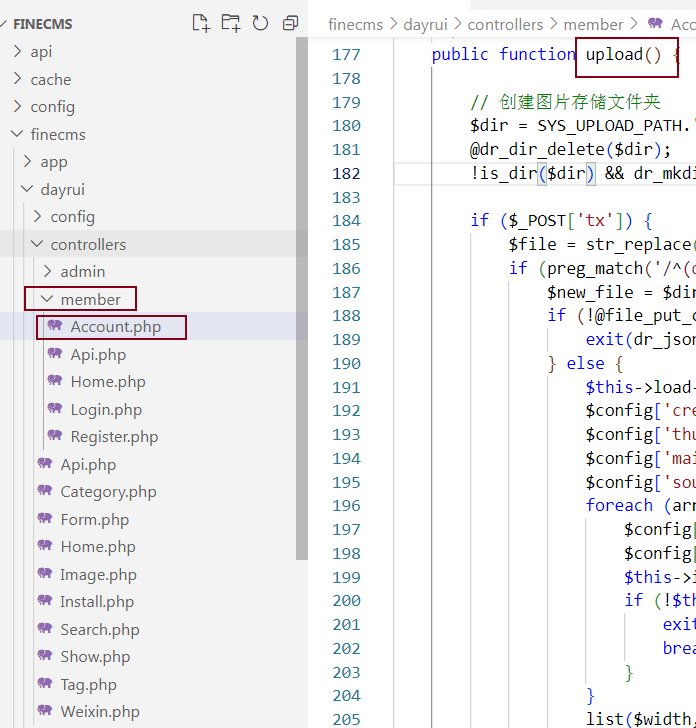 FINECMS
api
cache
config
finecms
app
dayrui
config
controllers
admin
member
Account.php
Api.php
Home.php
Login.php
Register.php
Api.php
Category.php
Form.php
Home.php
Image.php
Install.php
Search.php
Show.php
Tag.php
Weixin.php
finecms > dayrui > controllers > member > Acc
177 public function upload() {
178
179 // 创建图片存储文件夹
180 $dir = SYS_UPLOAD_PATH.'
181 @dr_dir_delete($dir);
182 !is_dir($dir) && dr_mkdi
183
184 if ($_POST['tx']) {
185 $file = str_replace(
186 if (preg_match('/^(d
187 $new_file = $dir
188 if (!@file_put_c
189 exit(dr_json
190 } else {
191 $this->load-
192 $config['cre
193 $config['thu
194 $config['mai
195 $config['sou
196 foreach (arr
197 $config[
198 $config[
199 $this->i
200 if (!$th
201 exit
202 brea
203 }
204 }
205 list($width,